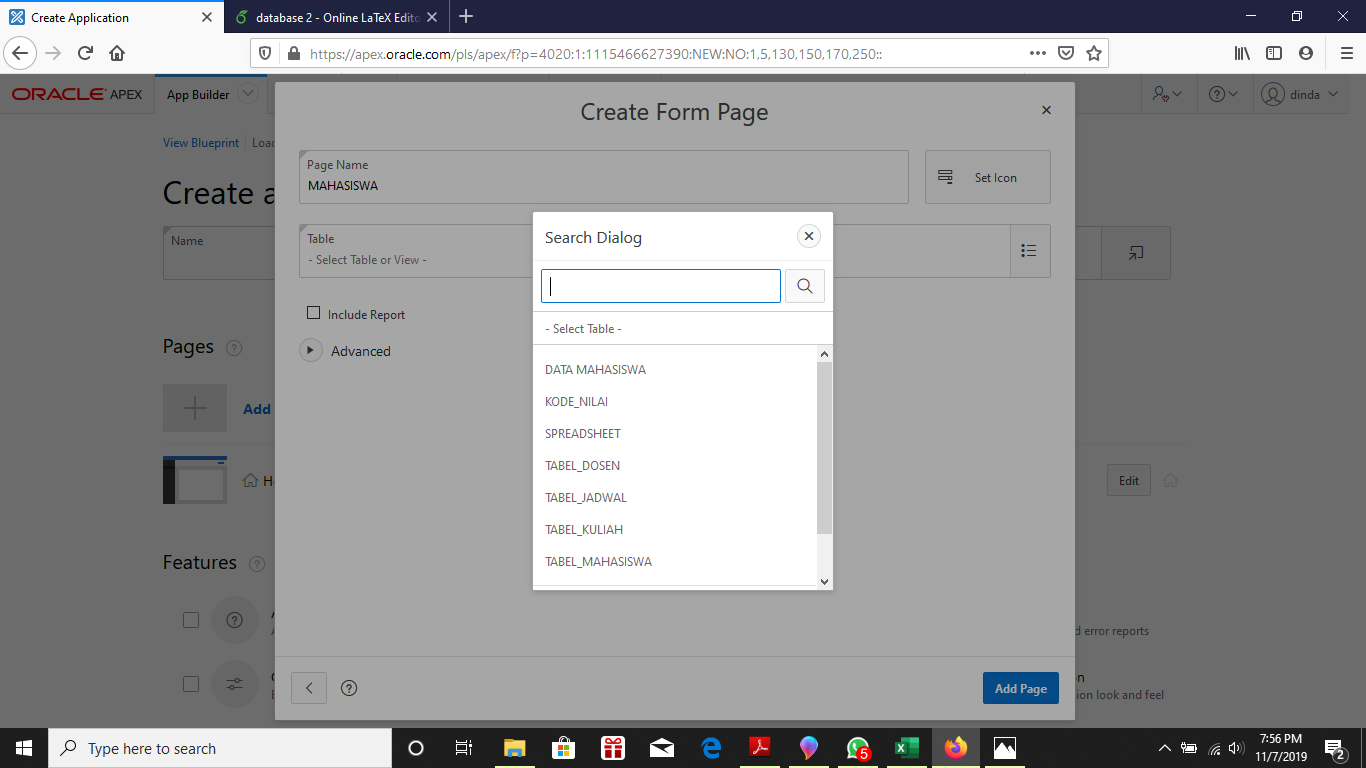 Create Application
database 2 - Online LaTeX Edito
https://apex.oracle.com/pls/apex/f?p=4020:1:1115466627390:NEW:NO:1,5,130,150,170,250::
ORACLE APEX
App Builder
dinda
Create Form Page
View Blueprint
Page Name
MAHASISWA
Set Icon
Create a
Name
Table
- Select Table or View -
Search Dialog
- Select Table -
Include Report
Advanced
DATA MAHASISWA
KODE_NILAI
SPREADSHEET
TABEL_DOSEN
TABEL_JADWAL
TABEL_KULIAH
TABEL_MAHASISWA
Pages
Add
Edit
Features
d error reports
ion look and feel
Add Page
Type here to search
5
7:56 PM
11/7/2019
2